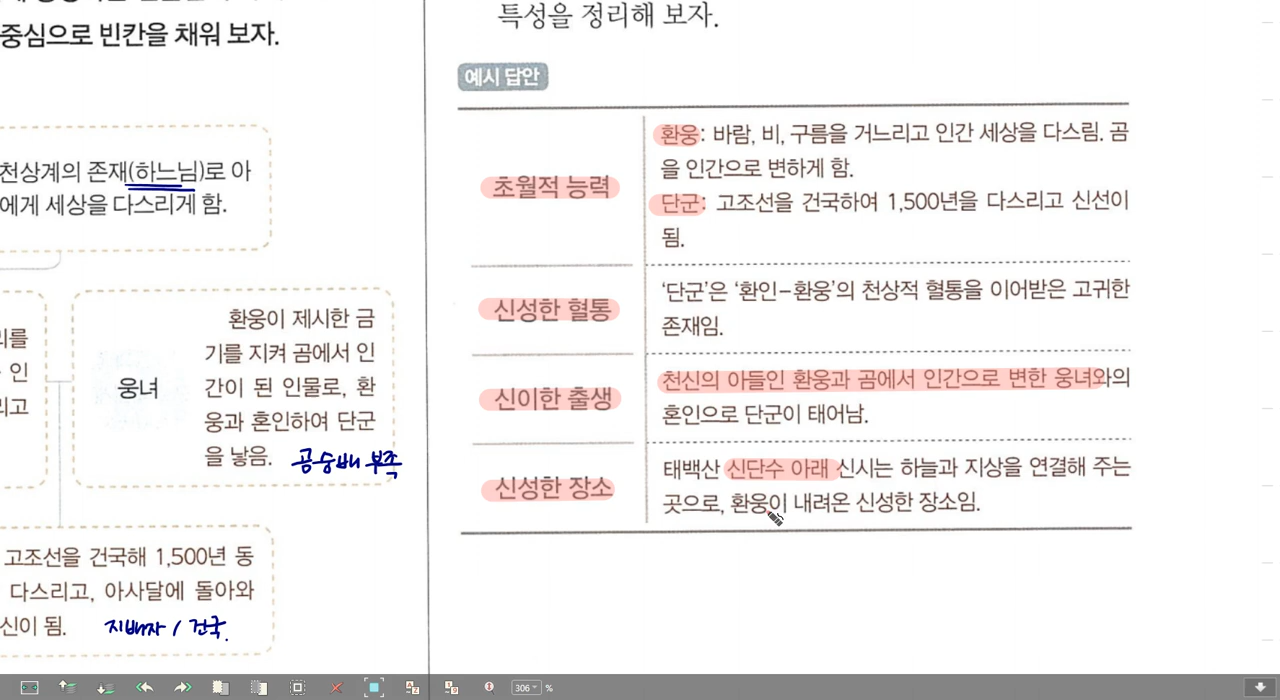 중심으로 빈칸을 채워 보자.
천상계의 존재(하느님)로 아
에게 세상을 다스리게 함.
리를
인
리고
웅녀
환웅이 제시한 금
기를 지켜 곰에서 인
간이 된 인물로, 환
웅과 혼인하여 단군
을 낳음. 곰숭배 부족
고조선을 건국해 1,500년 동
다스리고, 아사달에 돌아와
신이 됨. 지배자 / 건국.
특성을 정리해 보자.
예시 답안
초월적 능력
환웅: 바람, 비, 구름을 거느리고 인간 세상을 다스림. 곰
을 인간으로 변하게 함.
단군: 고조선을 건국하여 1,500년을 다스리고 신선이
됨.
신성한 혈통
‘단군’은 ‘환인-환웅’의 천상적 혈통을 이어받은 고귀한
존재임.
신이한 출생
천신의 아들인 환웅과 곰에서 인간으로 변한 웅녀와의
혼인으로 단군이 태어남.
신성한 장소
태백산 신단수 아래 신시는 하늘과 지상을 연결해 주는
곳으로, 환웅이 내려온 신성한 장소임.
306 %